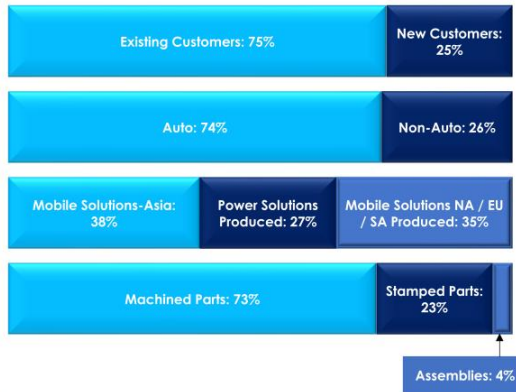 Existing Customers: 75%
New Customers:
25%
Auto: 74%
Non-Auto: 26%
Mobile Solutions-Asia:
38%
Power Solutions
Produced: 27%
Mobile Solutions NA / EU
/ SA Produced: 35%
Machined Parts: 73%
Stamped Parts:
23%
Assemblies: 4%